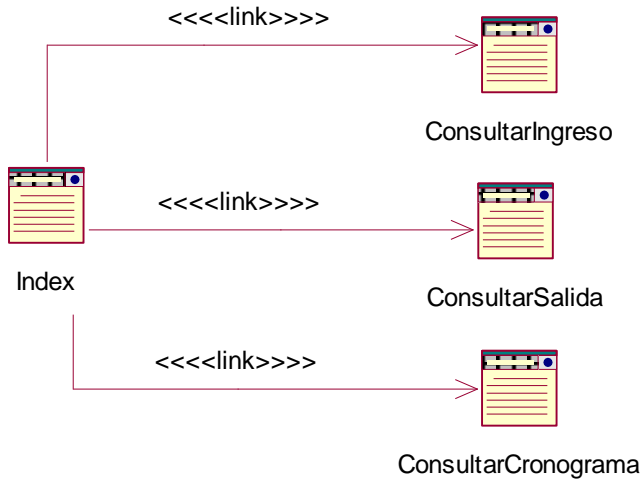 <<<<link>>>>
ConsultarIngreso
<<<<link>>>>
Index
ConsultarSalida
<<<<link>>>>
ConsultarCronograma